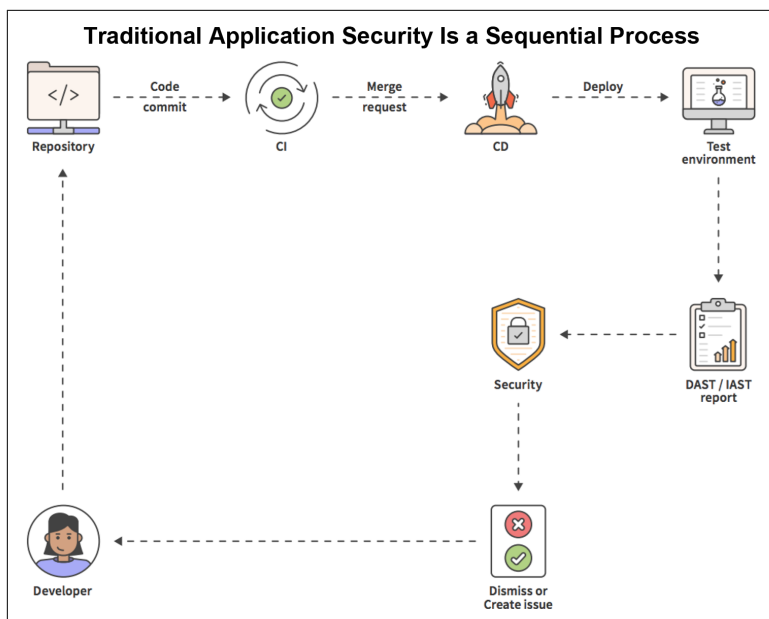 Traditional Application Security Is a Sequential Process
</>
Code
commit
Merge
request
Deploy
Repository
CI
CD
Test
environment
Security
DAST / IAST
report
Developer
Dismiss or
Create issue